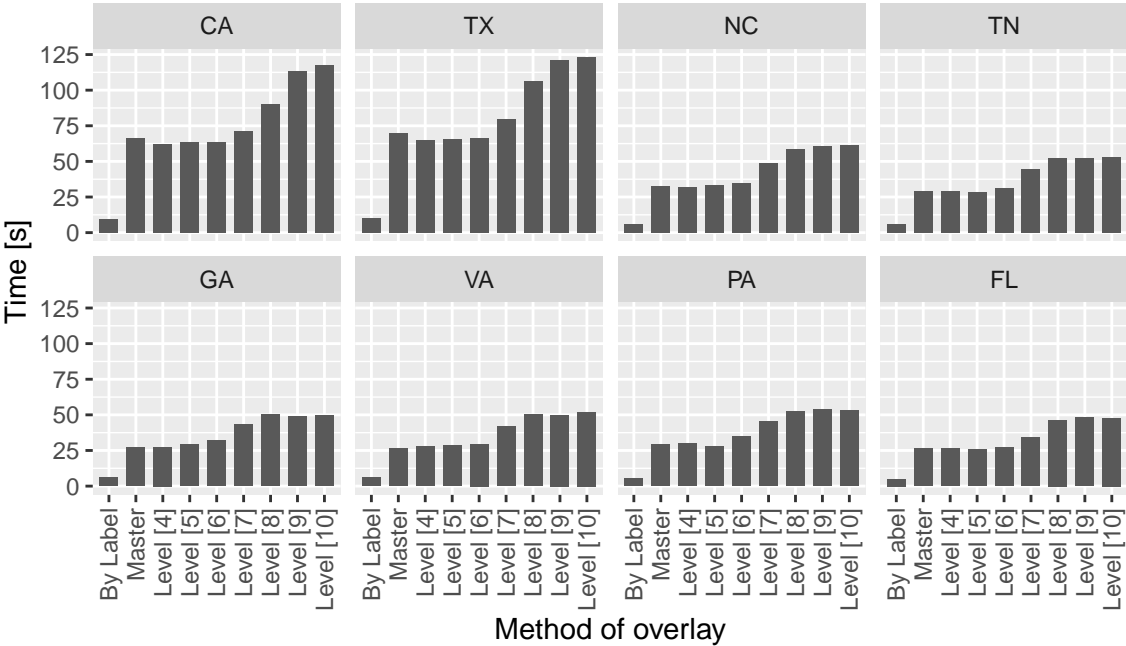 CA TX NC TN
125
100
75
50
25
0
GA VA PA FL
125
100
75
50
25
0
Time [s]
By Label Master Level [4] Level [5] Level [6] Level [7] Level [8] Level [9] Level [10] By Label Master Level [4] Level [5] Level [6] Level [7] Level [8] Level [9] Level [10] By Label Master Level [4] Level [5] Level [6] Level [7] Level [8] Level [9] Level [10] By Label Master Level [4] Level [5] Level [6] Level [7] Level [8] Level [9] Level [10]
Method of overlay